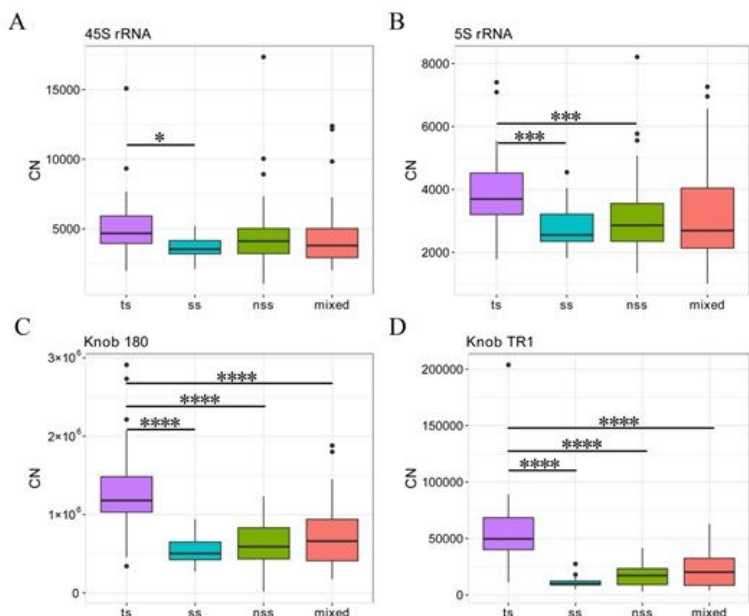 A
45S rRNA
15000
10000
5000
CN
*
ts ss nss mixed
B
5S rRNA
8000
6000
4000
2000
CN
***
***
ts ss nss mixed
C
Knob 180
3×10⁶
2×10⁶
1×10⁶
0
CN
****
****
****
ts ss nss mixed
D
Knob TR1
200000
150000
100000
50000
0
CN
****
****
****
ts ss nss mixed